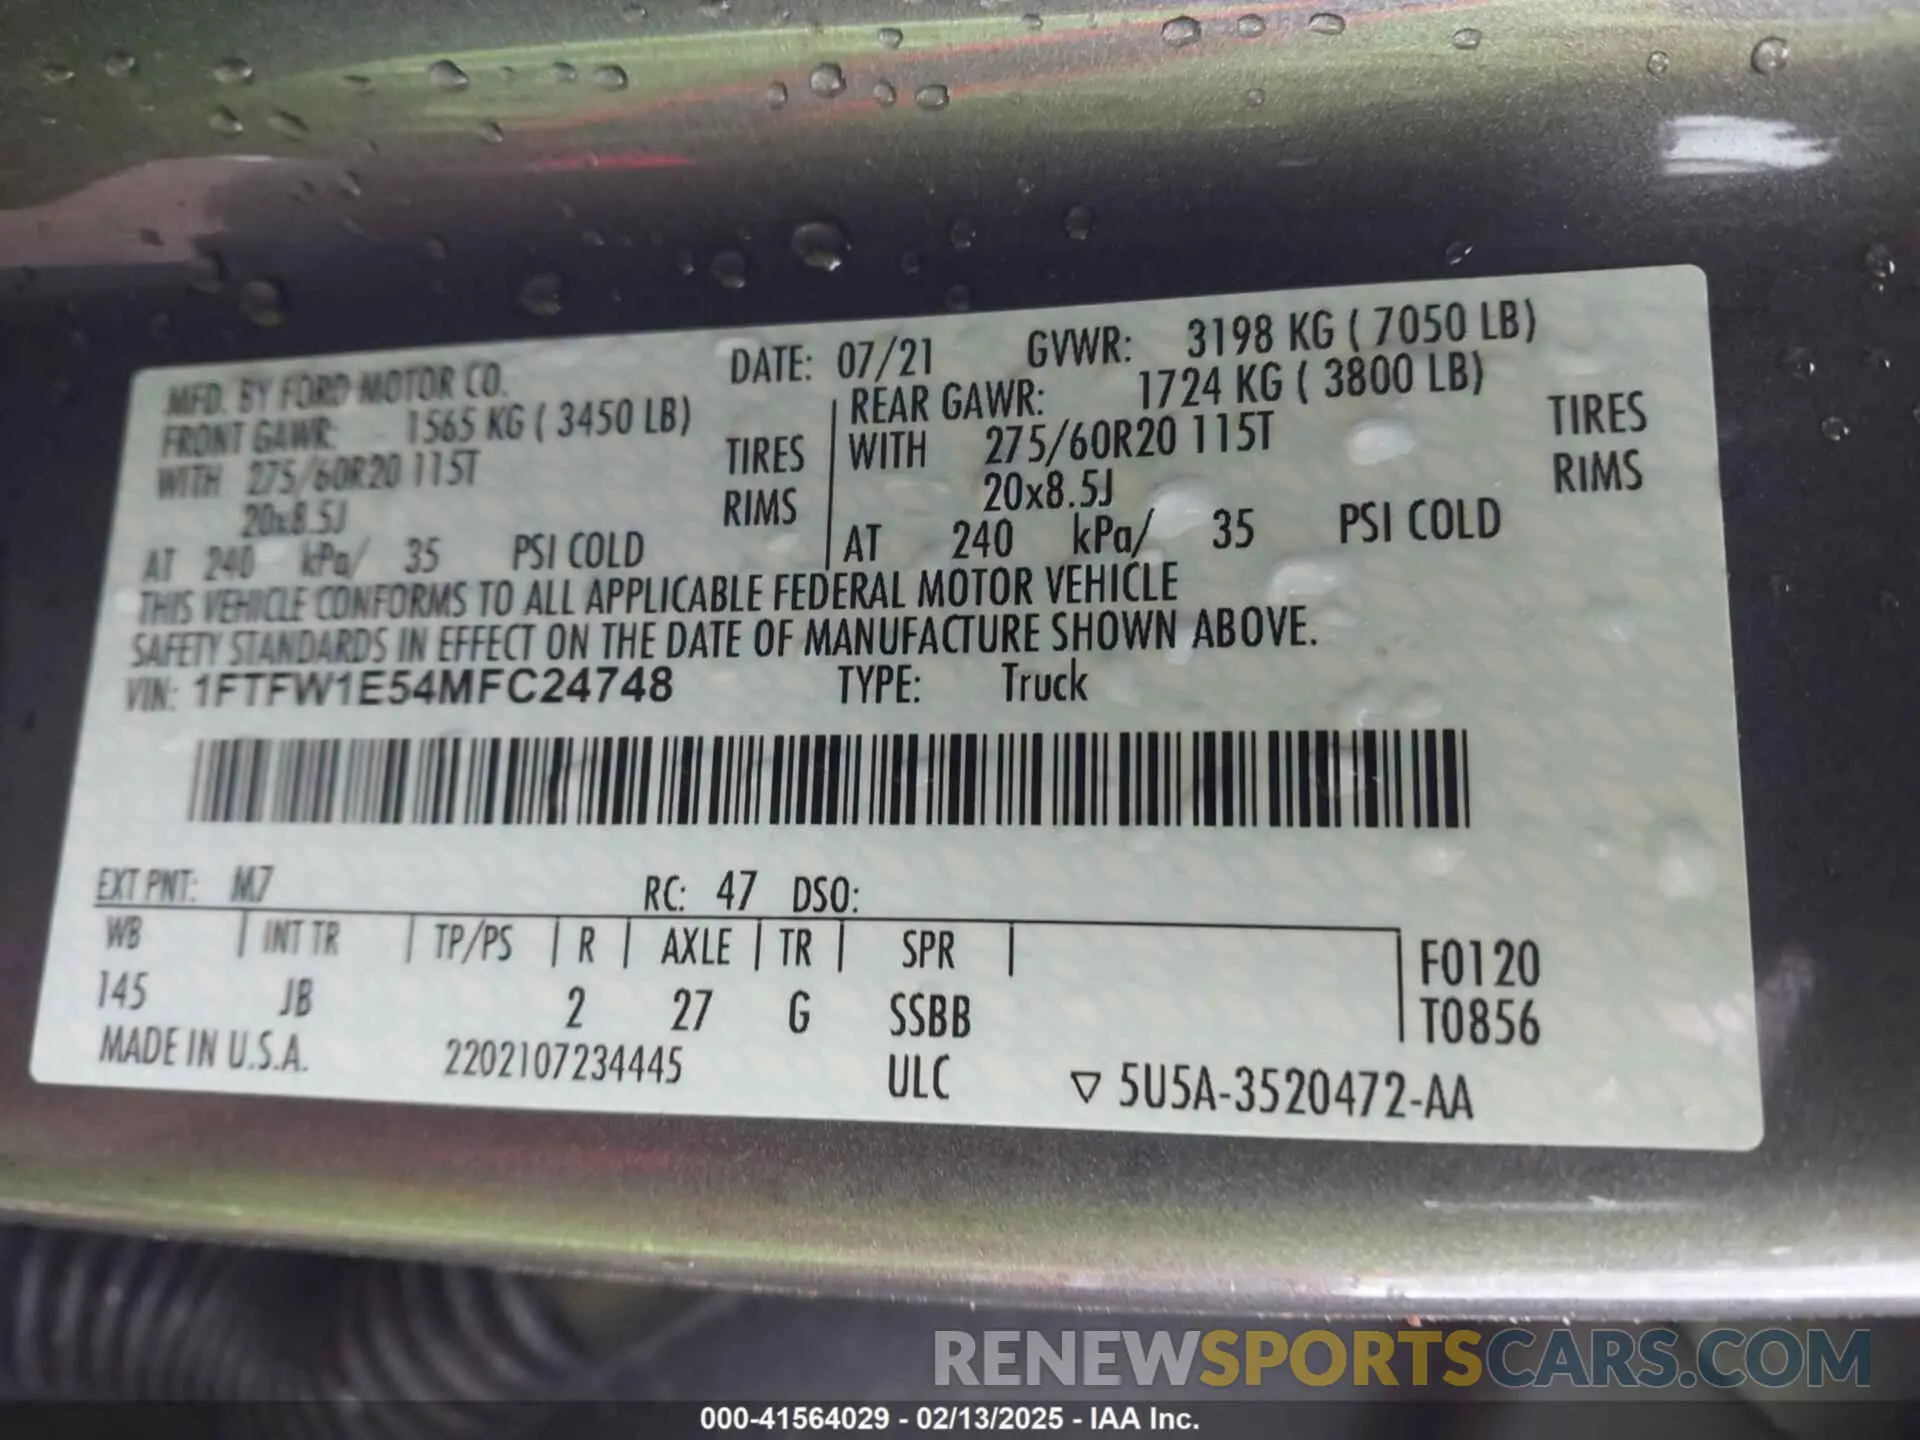 MFD. BY FORD MOTOR CO. DATE: 07/21 GVWR: 3198 KG ( 7050 LB)
FRONT GAWR: 1565 KG ( 3450 LB) REAR GAWR: 1724 KG ( 3800 LB)
WITH 275/60R20 115T TIRES WITH 275/60R20 115T TIRES
20x8.5J RIMS 20x8.5J RIMS
AT 240 kPa/ 35 PSI COLD AT 240 kPa/ 35 PSI COLD
THIS VEHICLE CONFORMS TO ALL APPLICABLE FEDERAL MOTOR VEHICLE
SAFETY STANDARDS IN EFFECT ON THE DATE OF MANUFACTURE SHOWN ABOVE.
VIN: 1FTFW1E54MFC24748 TYPE: Truck
EXT PNT: M7 RC: 47 DSO:
WB INT TR TP/PS R AXLE TR SPR F0120
145 JB 2 27 G SSBB T0856
MADE IN U.S.A. 2202107234445 ULC ▽ 5U5A-3520472-AA
RENEWSPORTSCARS.COM
000-41564029 - 02/13/2025 - IAA Inc.